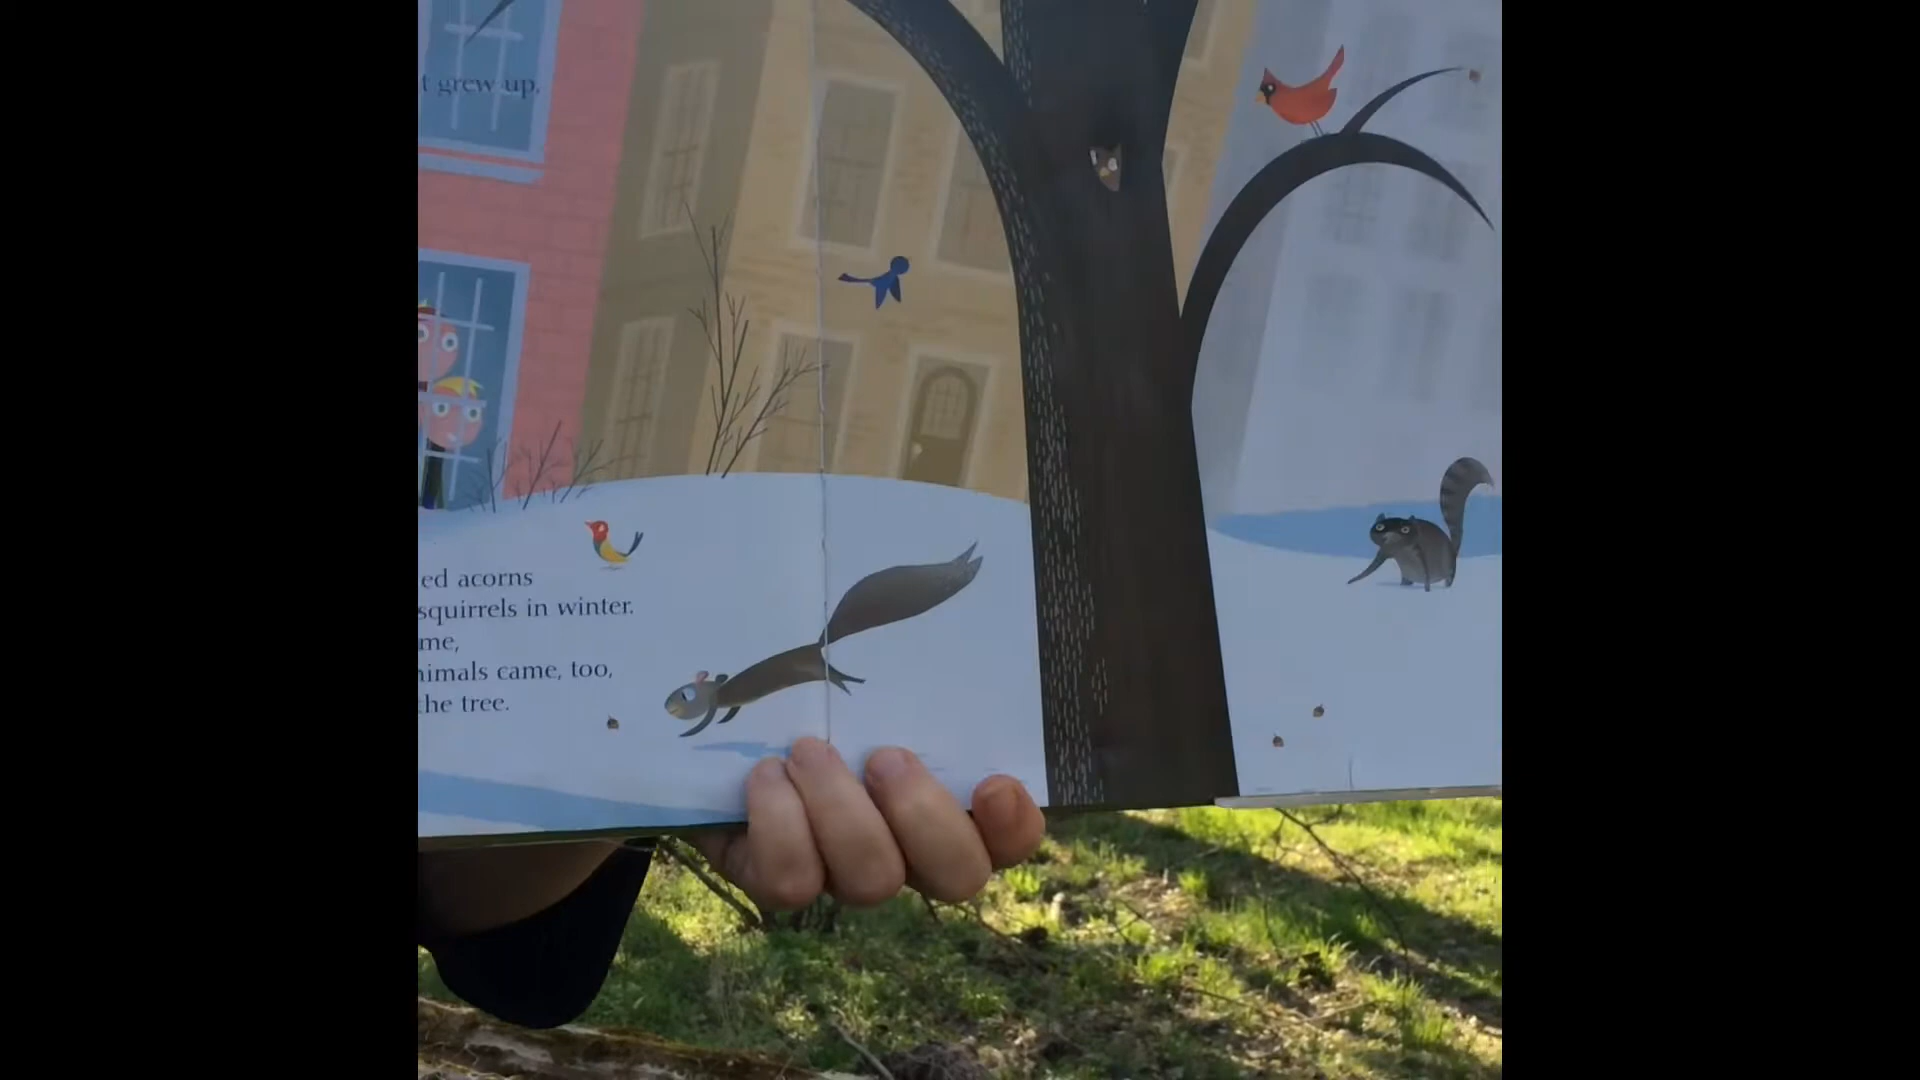 t grew up,
ed acorns
squirrels in winter.
me,
nimals came, too,
the tree.